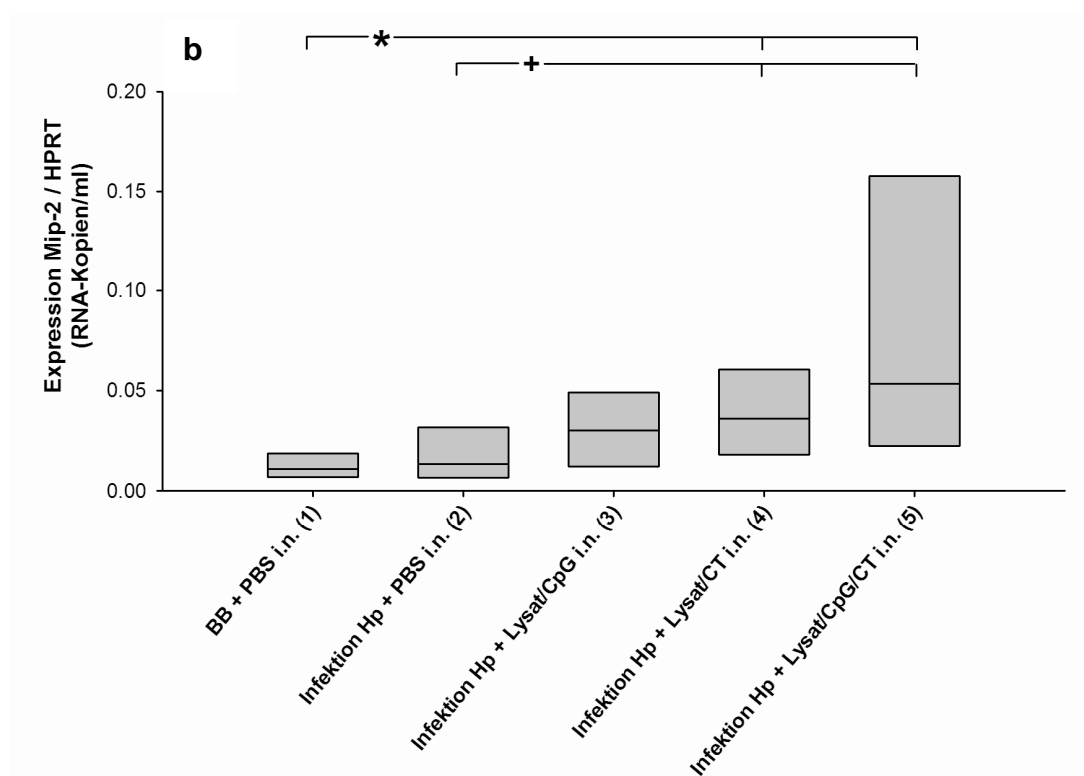 b
*
+
0.20
0.15
0.10
0.05
0.00
Expression Mip-2 / HPRT
(RNA-Kopien/ml)
BB + PBS i.n. (1)
Infektion Hp + PBS i.n. (2)
Infektion Hp + Lysat/CpG i.n. (3)
Infektion Hp + Lysat/CT i.n. (4)
Infektion Hp + Lysat/CpG/CT i.n. (5)